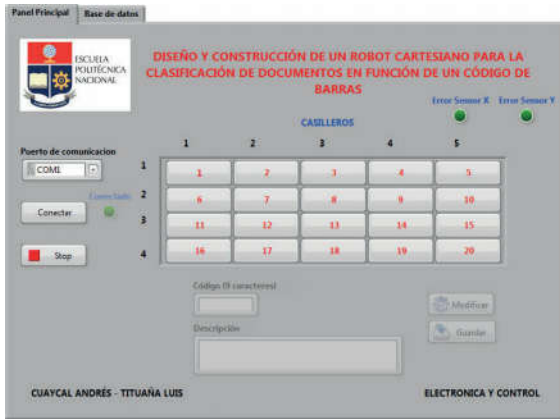 Panel Principal Base de datos
ESCUELA
POLITÉCNICA
NACIONAL
DISEÑO Y CONSTRUCCIÓN DE UN ROBOT CARTESIANO PARA LA
CLASIFICACIÓN DE DOCUMENTOS EN FUNCIÓN DE UN CÓDIGO DE
BARRAS
Error Sensor X Error Sensor Y
CASILLEROS
1 2 3 4 5
Puerto de comunicacion
COM1
1 1 2 3 4 5
Conectado
2 6 7 8 9 10
Conectar
3 11 12 13 14 15
Stop
4 16 17 18 19 20
Código (9 caracteres)
Modificar
Descripción
Guardar
CUAYCAL ANDRÉS - TITUAÑA LUIS ELECTRONICA Y CONTROL